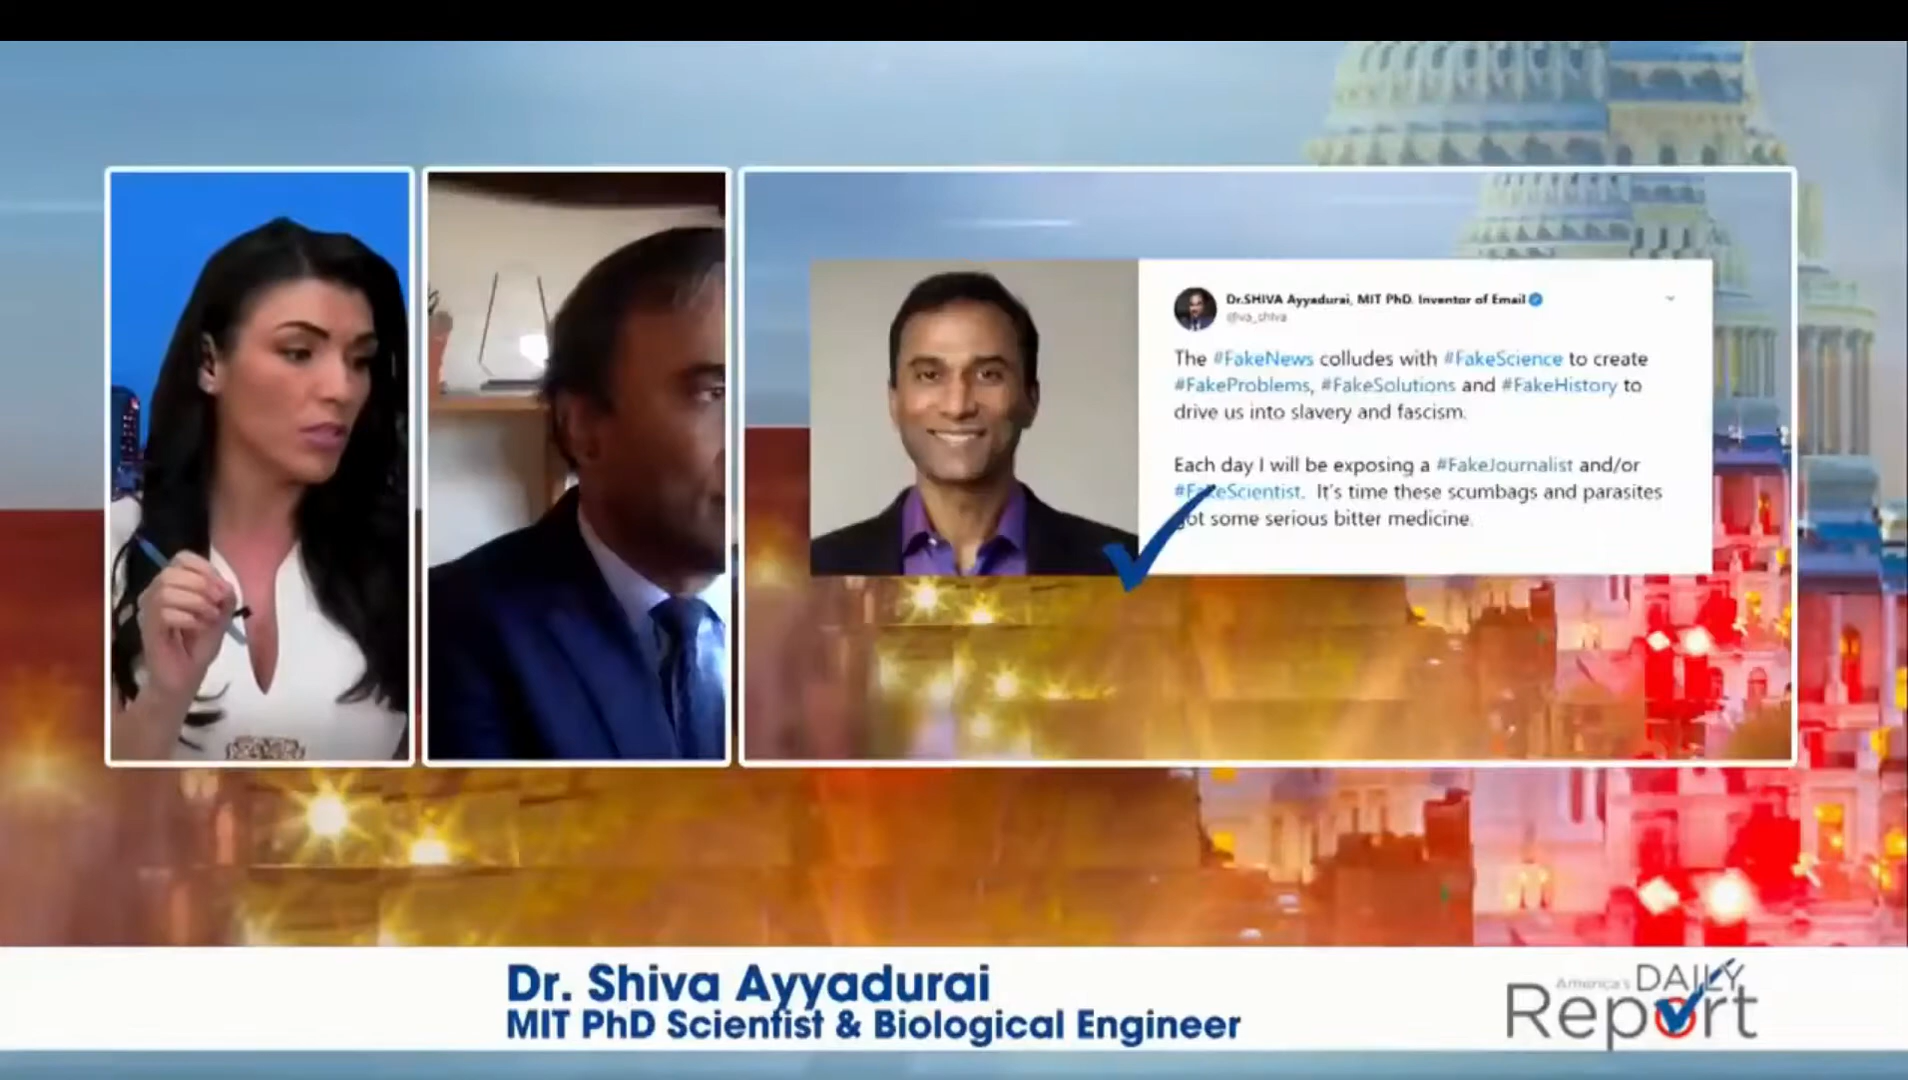 Dr.SHIVA Ayyadurai, MIT PhD. Inventor of Email
@va_shiva
The #FakeNews colludes with #FakeScience to create
#FakeProblems, #FakeSolutions and #FakeHistory to
drive us into slavery and fascism.
Each day I will be exposing a #FakeJournalist and/or
#FakeScientist. It's time these scumbags and parasites
got some serious bitter medicine.
Dr. Shiva Ayyadurai
MIT PhD Scientist & Biological Engineer
America's DAILY
Report